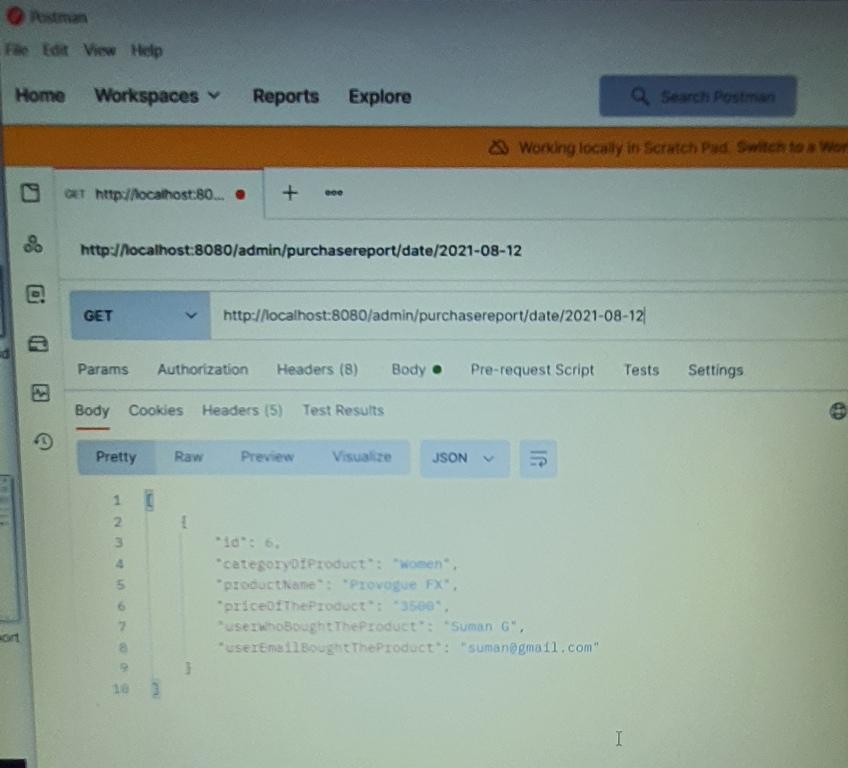 Postman
File Edit View Help
Home Workspaces Reports Explore
Search Postman
Working locally in Scratch Pad. Switch to a
GET http://localhost:80... + ...
http://localhost:8080/admin/purchasereport/date/2021-08-12
GET http://localhost:8080/admin/purchasereport/date/2021-08-12
Params Authorization Headers (8) Body Pre-request Script Tests Settings
Body Cookies Headers (5) Test Results
Pretty Raw Preview Visualize JSON
1 [
2 {
3 "id": 6,
4 "categoryOfProduct": "Women",
5 "productName": "Provogue FX",
6 "priceOfTheProduct": "3500",
7 "userWhoBoughtTheProduct": "Suman G",
8 "userEmailBoughtTheProduct": "suman@gmail.com"
9 }
10 ]